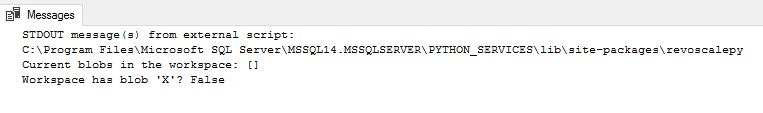 Messages
STDOUT message(s) from external script:
C:\Program Files\Microsoft SQL Server\MSSQL14.MSSQLSERVER\PYTHON_SERVICES\lib\site-packages\revoscalepy
Current blobs in the workspace: []
Workspace has blob 'X'? False